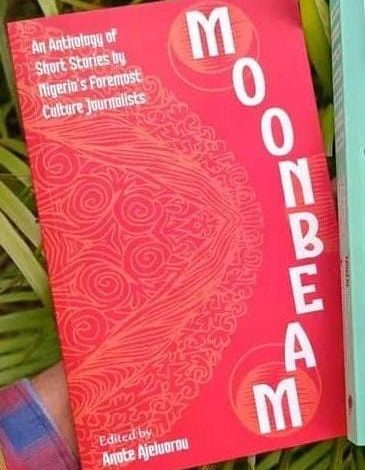 An Anthology of
Short Stories by
Nigeria's Foremost
Culture Journalists
MOONBEAM
Edited by
Anote Ajeluorou